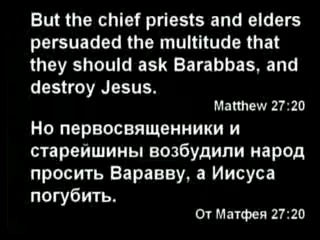 But the chief priests and elders
persuaded the multitude that
they should ask Barabbas, and
destroy Jesus.
Matthew 27:20
Но первосвященники и
старейшины возбудили народ
просить Варавву, а Иисуса
погубить.
От Матфея 27:20